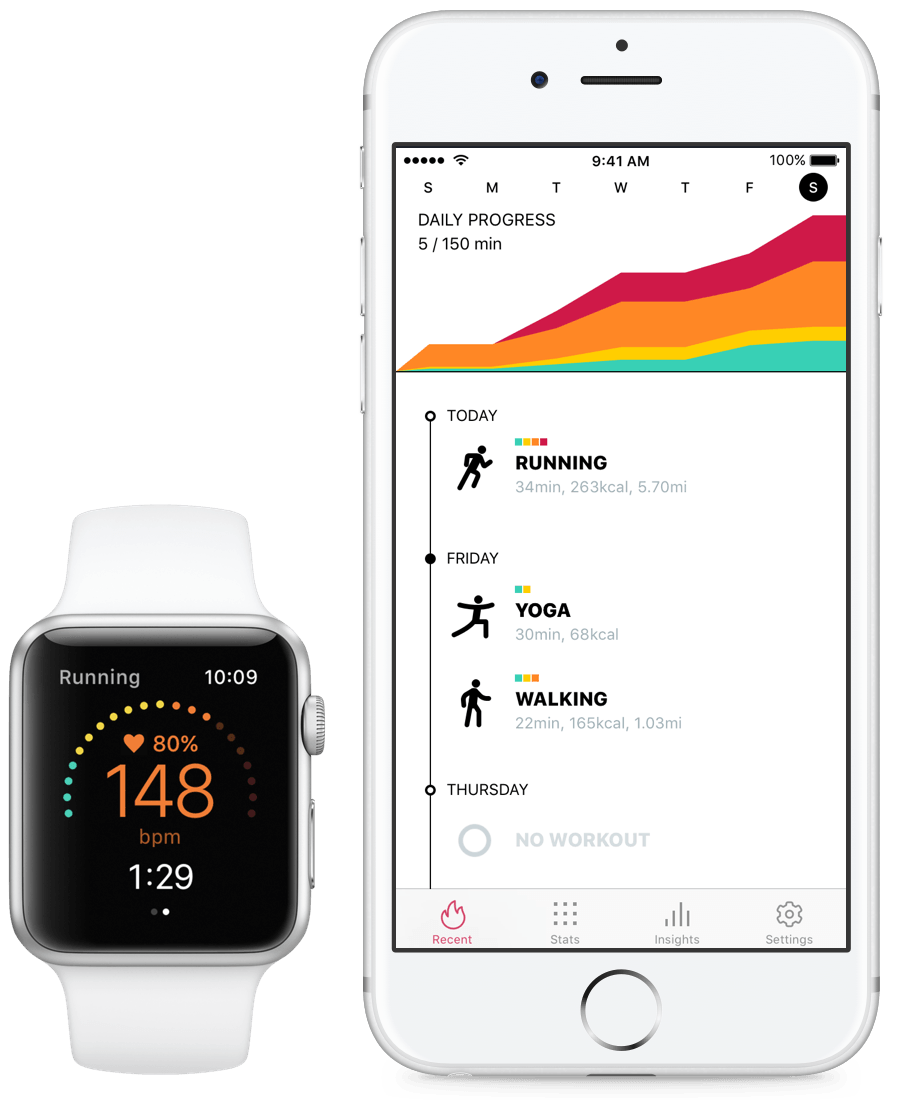 9:41 AM
100%
S M T W T F S
DAILY PROGRESS
5 / 150 min
TODAY
RUNNING
34min, 263kcal, 5.70mi
FRIDAY
YOGA
30min, 68kcal
WALKING
22min, 165kcal, 1.03mi
THURSDAY
NO WORKOUT
Recent Stats Insights Settings
Running 10:09
80%
148
bpm
1:29